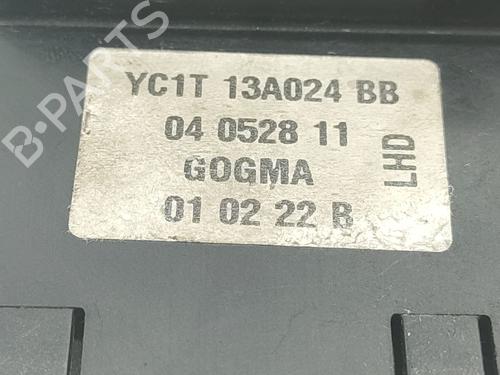 YC1T 13A024 BB
04 0528 11
GOGMA
01 02 22 B
LHD
B-PARTS